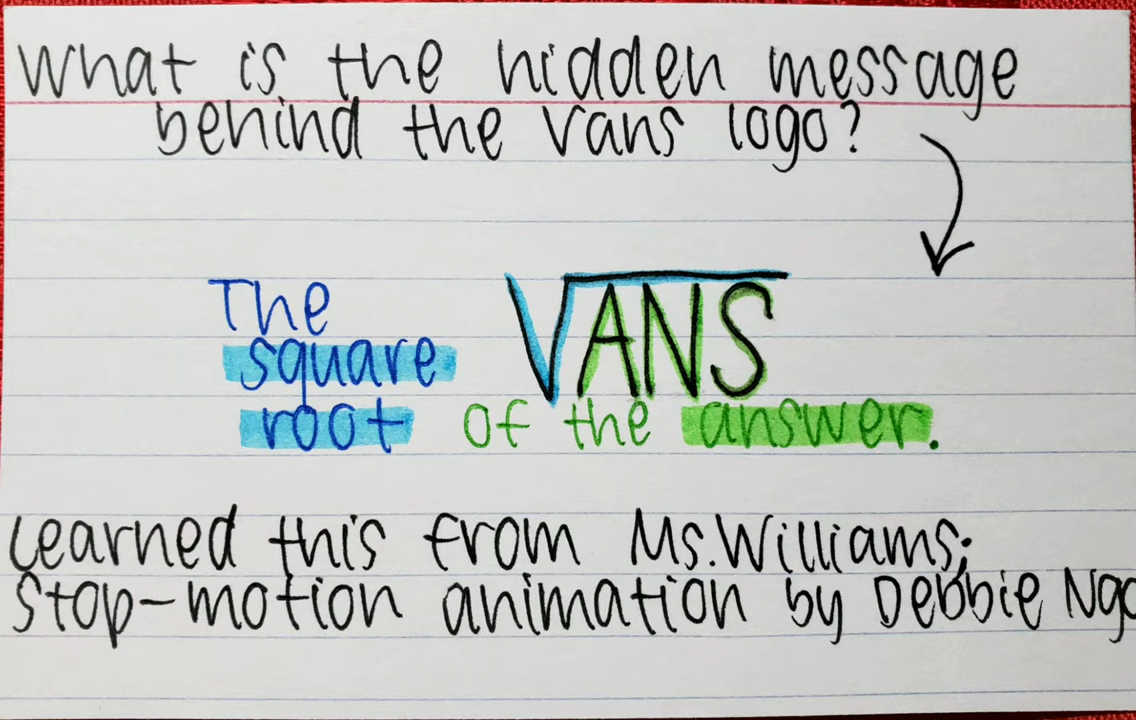 What is the hidden message
behind the vans logo?
The
square
root
VANS
of the answer.
Learned this from Ms. Williams;
Stop-motion animation by Debbie Ngo